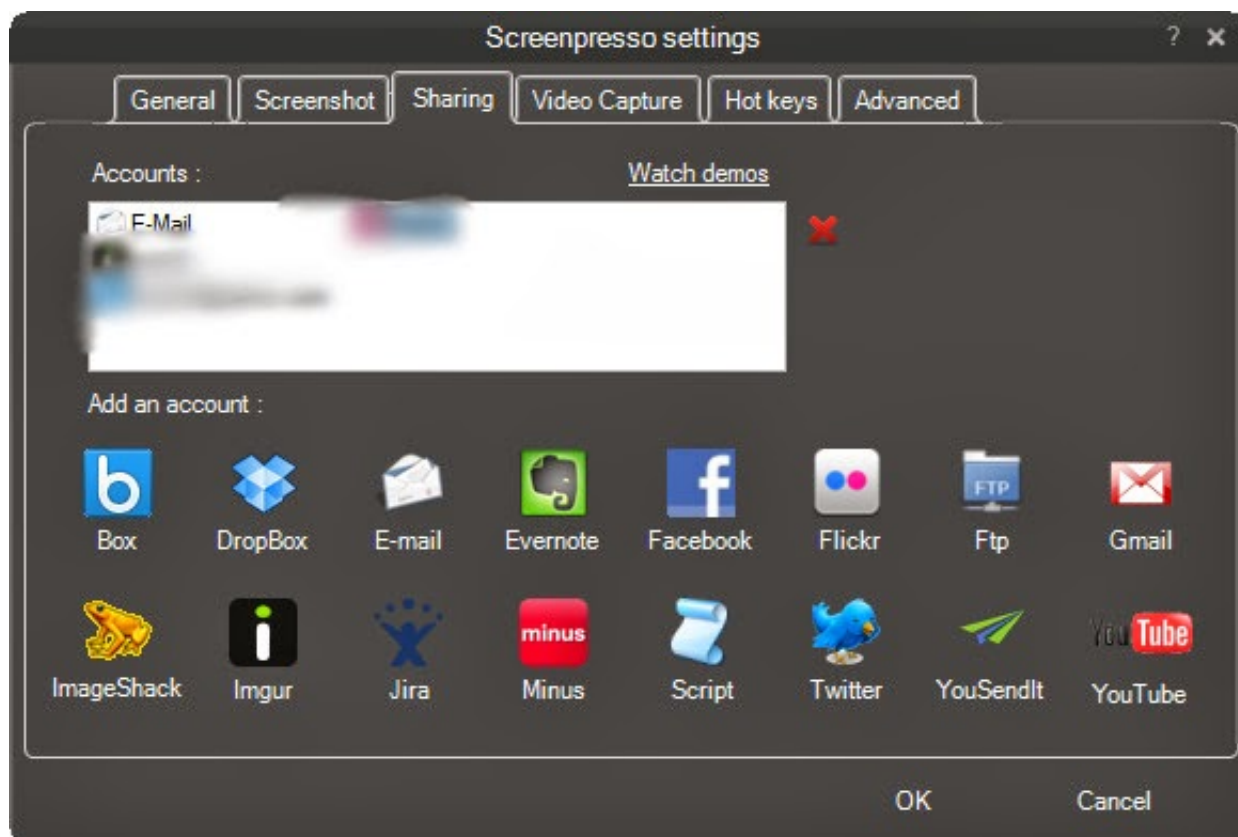 Screenpresso settings ? ×
General Screenshot Sharing Video Capture Hot keys Advanced
Accounts : Watch demos
E-Mail
Add an account :
b f FTP
Box DropBox E-mail Evernote Facebook Flickr Ftp Gmail
i minus You Tube
ImageShack Imgur Jira Minus Script Twitter YouSendIt YouTube
OK Cancel